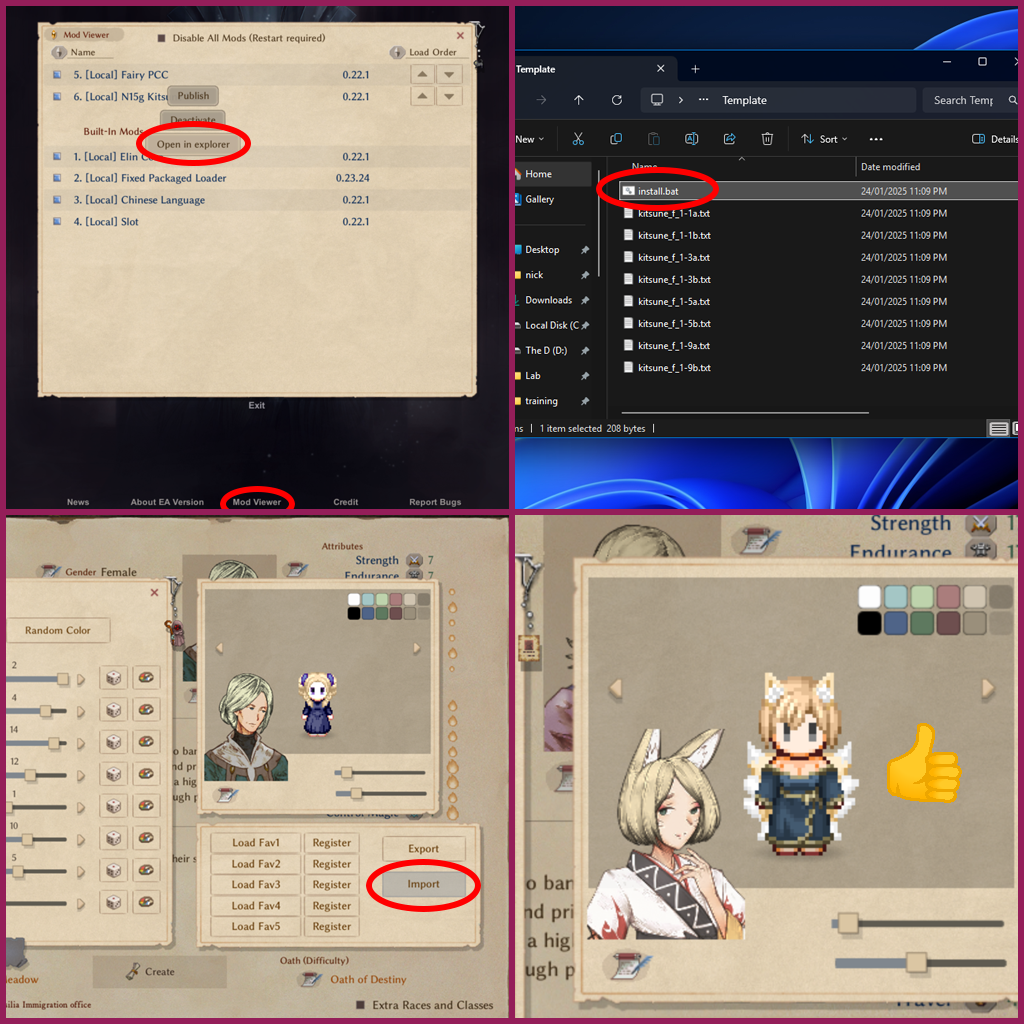 Mod Viewer
Disable All Mods (Restart required)
Name
Load Order
5. [Local] Fairy PCC 0.22.1
6. [Local] N15g Kitsu 0.22.1
Publish
Deactivate
Built-In Mods
Open in explorer
1. [Local] Elin 0.22.1
2. [Local] Fixed Packaged Loader 0.23.24
3. [Local] Chinese Language 0.22.1
4. [Local] Slot 0.22.1
Exit
News
About EA Version
Mod Viewer
Credit
Report Bugs
Template
Template
Search Temp
New
Sort
Details
Home
Gallery
Desktop
nick
Downloads
Local Disk (C
The D (D:)
Lab
training
Name
Date modified
install.bat 24/01/2025 11:09 PM
kitsune_f_1-1a.txt 24/01/2025 11:09 PM
kitsune_f_1-1b.txt 24/01/2025 11:09 PM
kitsune_f_1-3a.txt 24/01/2025 11:09 PM
kitsune_f_1-3b.txt 24/01/2025 11:09 PM
kitsune_f_1-5a.txt 24/01/2025 11:09 PM
kitsune_f_1-5b.txt 24/01/2025 11:09 PM
kitsune_f_1-9a.txt 24/01/2025 11:09 PM
kitsune_f_1-9b.txt 24/01/2025 11:09 PM
ms
1 item selected 208 bytes
Attributes
Gender Female
Strength 7
Endurance 7
Random Color
2
4
14
12
10
5
Control Magic
Load Fav1 Register
Load Fav2 Register
Load Fav3 Register
Load Fav4 Register
Load Fav5 Register
Export
Import
Create
Oath (Difficulty)
Oath of Destiny
eadow
ilia Immigration office
Extra Races and Classes
Strength
Endurance
o bar
nd pri
a hig
ugh p
Travel